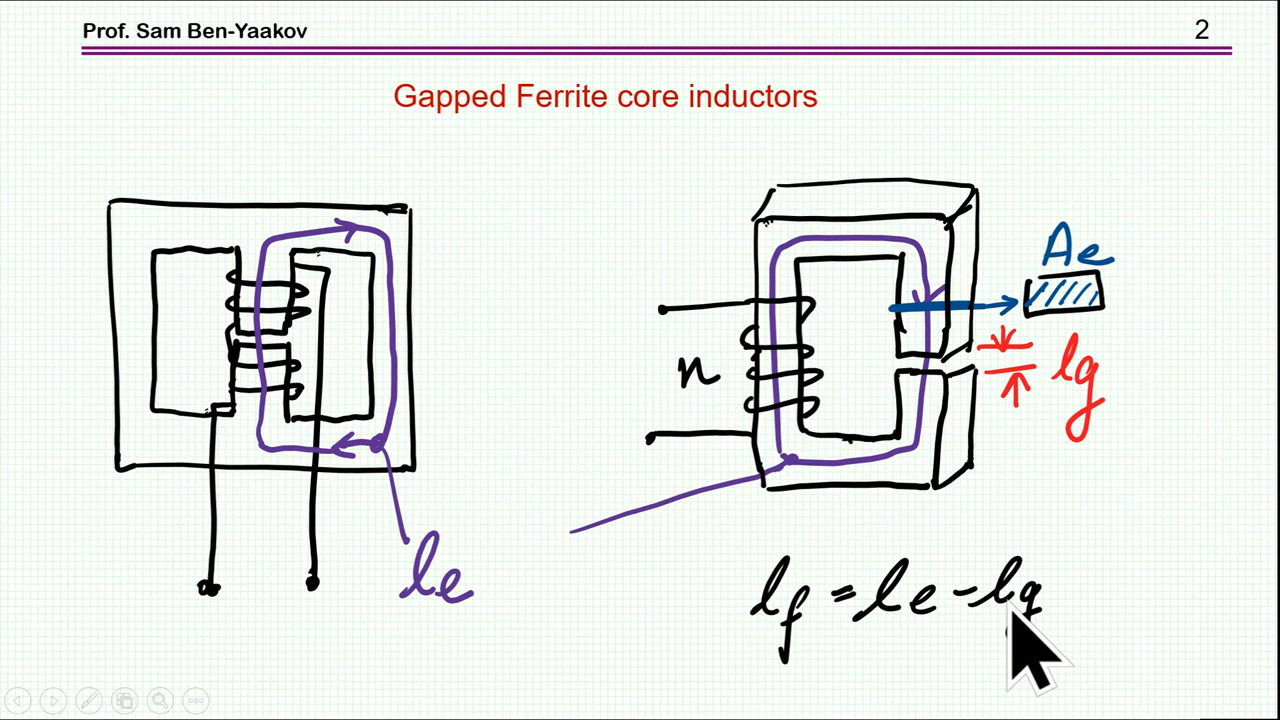 Prof. Sam Ben-Yaakov
2
Gapped Ferrite core inductors
Ae
lg
n
le
lf = le - lg